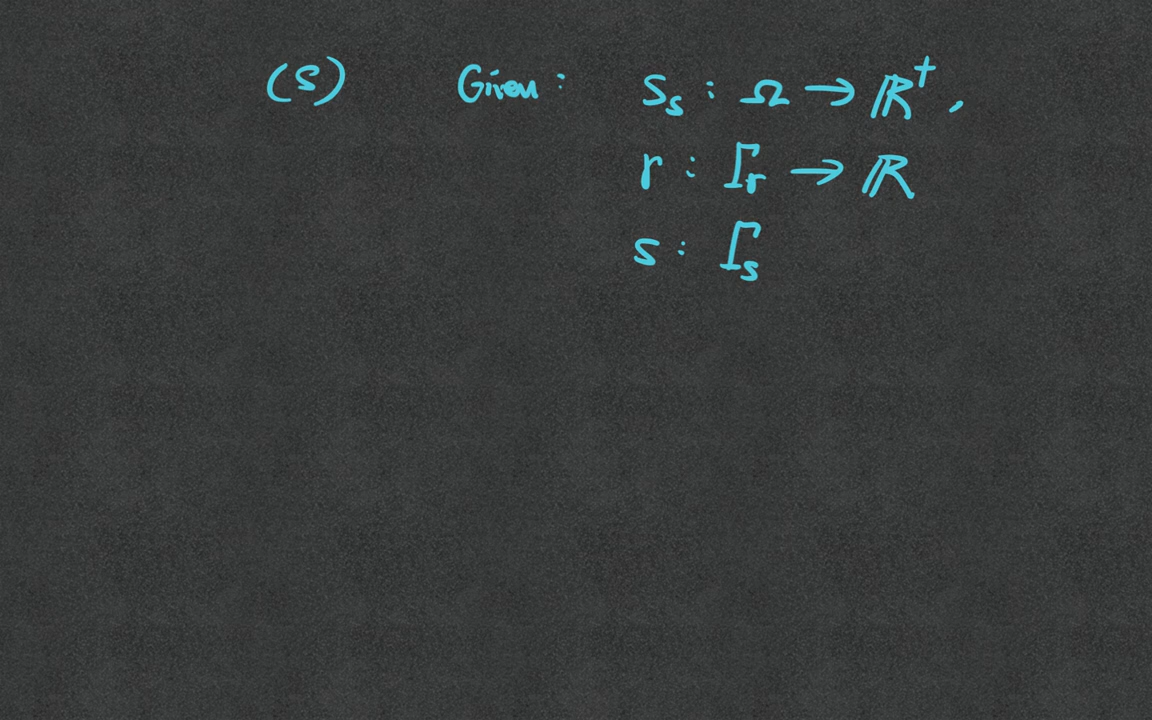 (S) Given : S_s : Ω → ℝ⁺ ,
r : Γ_r → ℝ
s : Γ_s